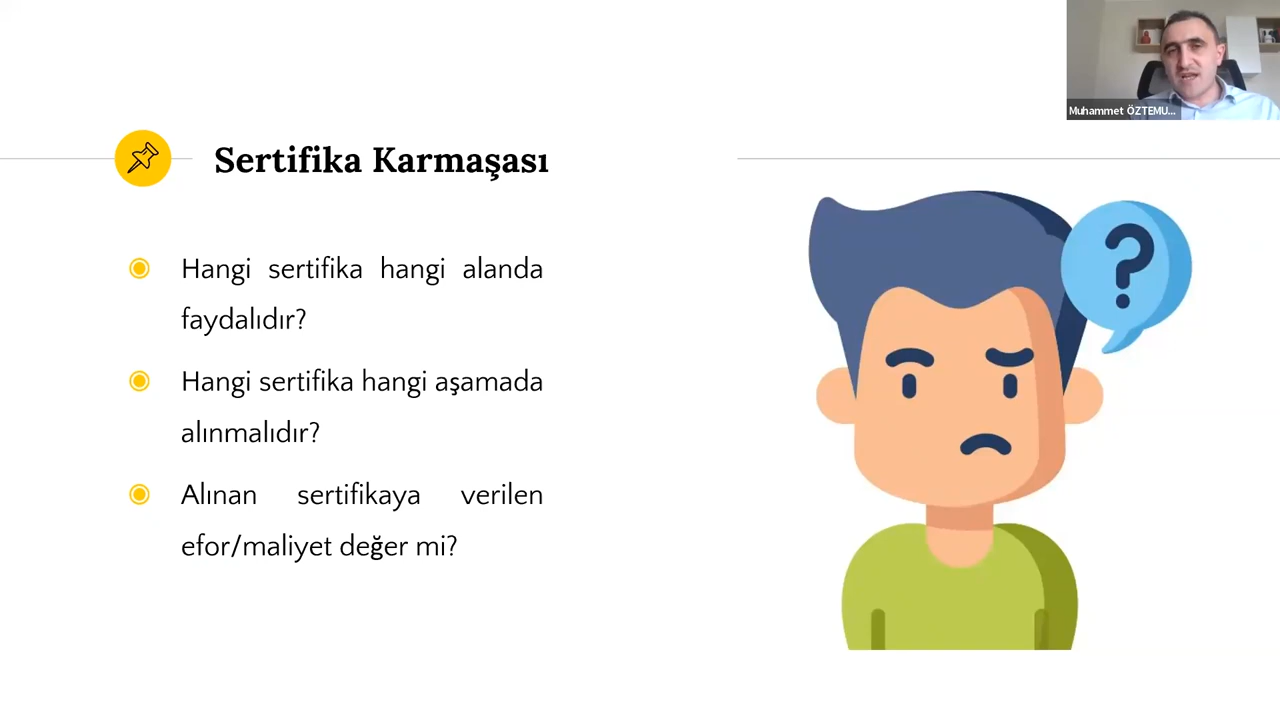 Muhammet ÖZTEMU...
Sertifika Karmaşası
Hangi sertifika hangi alanda
faydalıdır?
Hangi sertifika hangi aşamada
alınmalıdır?
Alınan sertifikaya verilen
efor/maliyet değer mi?
?